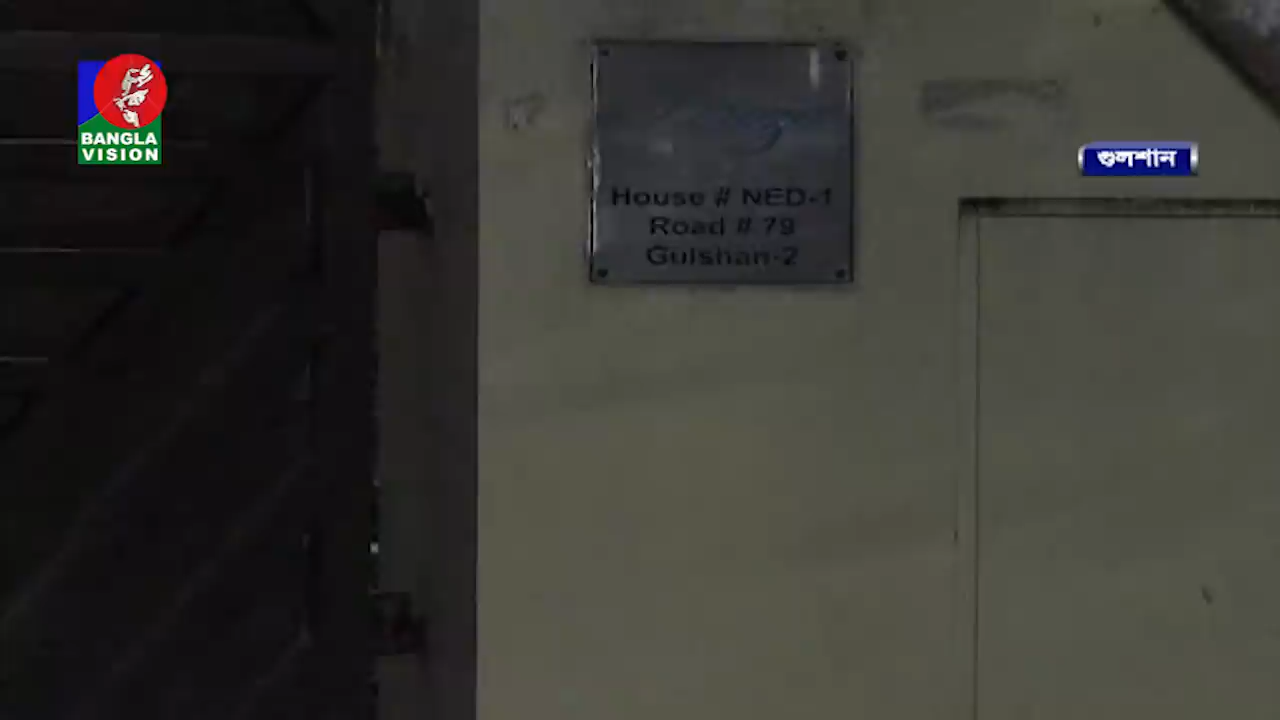 BANGLA
VISION
গুলশান
House # NED-1
Road # 79
Gulshan-2